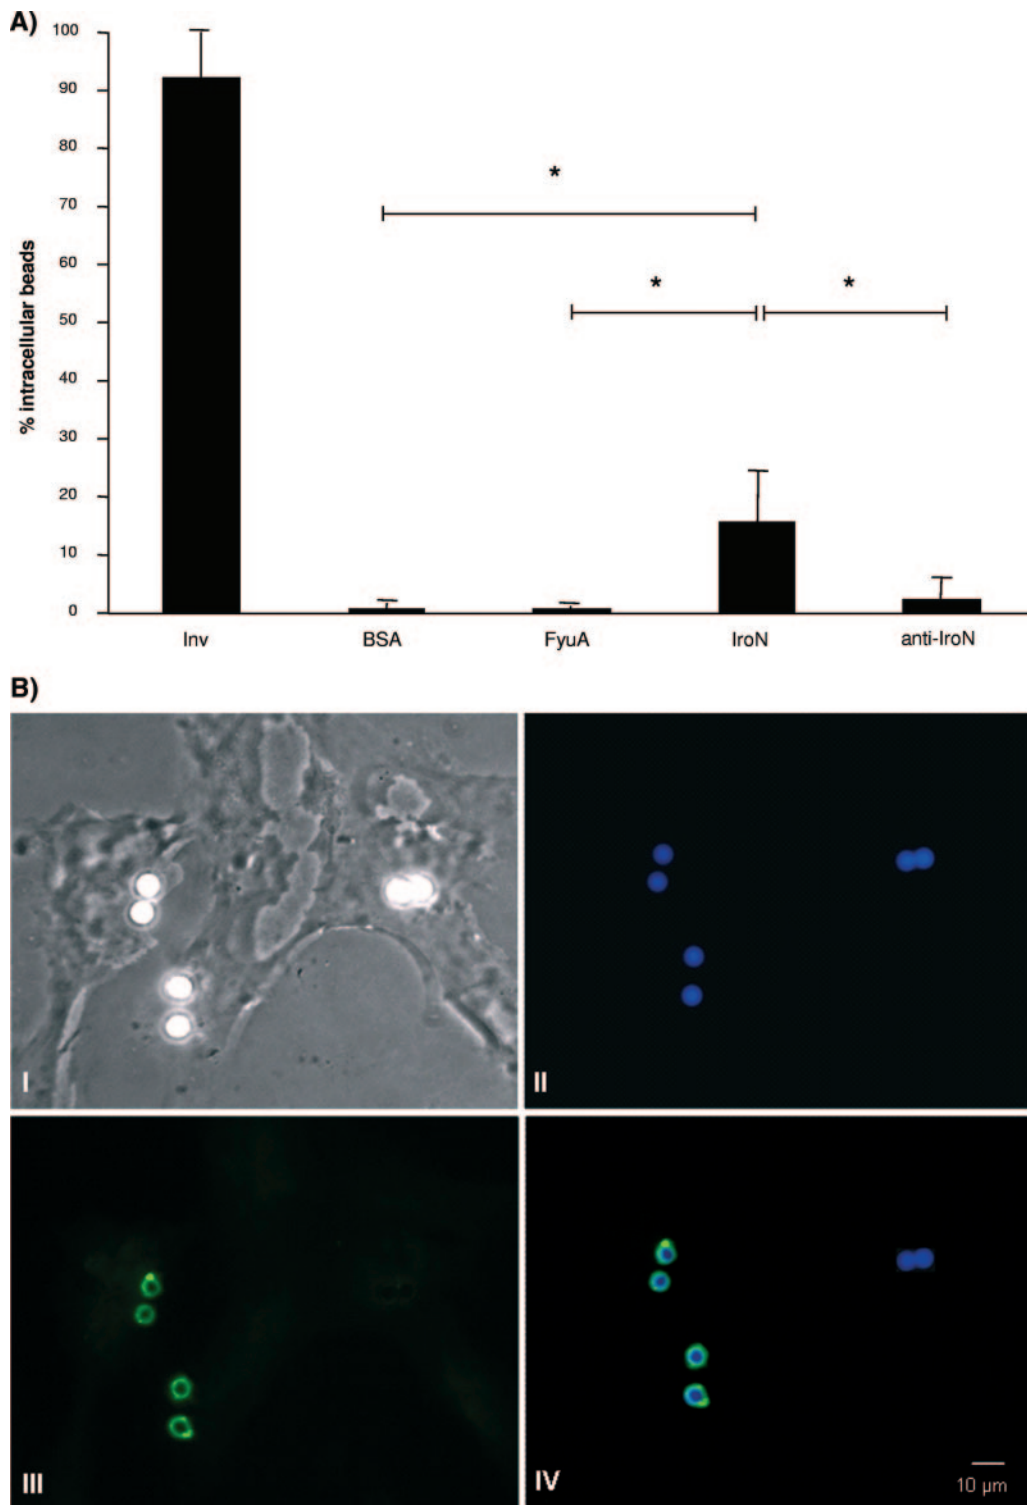 A)
100
90
80
70
60
50
40
30
20
10
0
% intracellular beads
*
*
*
Inv
BSA
FyuA
IroN
anti-IroN
B)
I
II
III
IV
10 µm